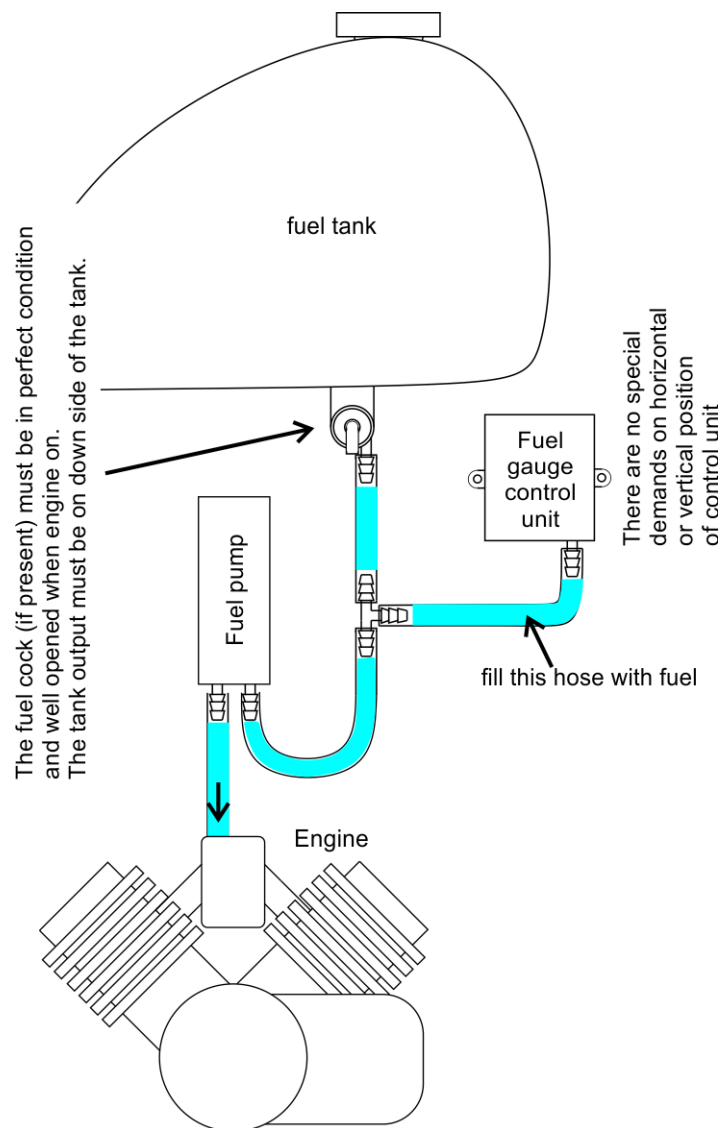 fuel tank
The fuel cock (if present) must be in perfect condition
and well opened when engine on.
The tank output must be on down side of the tank.
Fuel
gauge
control
unit
There are no special
demands on horizontal
or vertical position
of control unit
Fuel pump
fill this hose with fuel
Engine